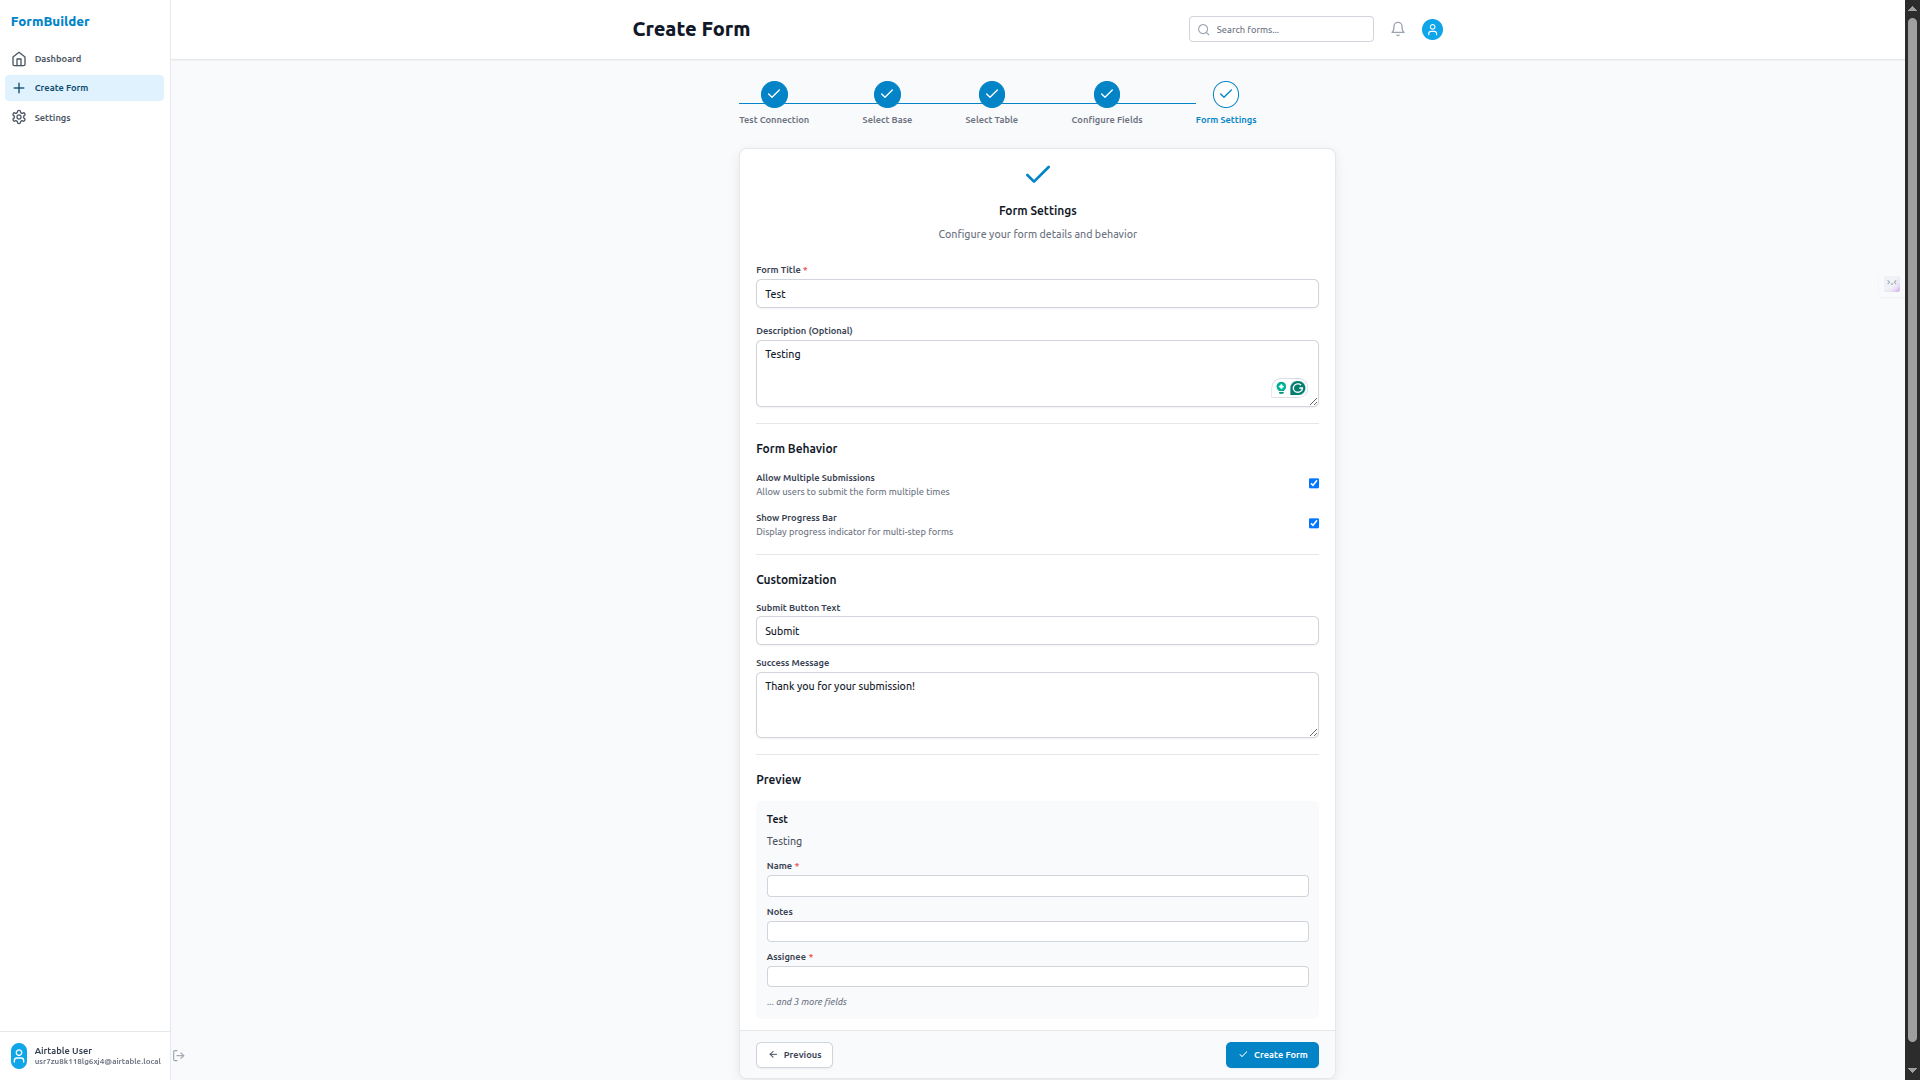 FormBuilder
Dashboard
Create Form
Settings
Create Form
Search forms...
Test Connection
Select Base
Select Table
Configure Fields
Form Settings
Form Settings
Configure your form details and behavior
Form Title *
Test
Description (Optional)
Testing
Form Behavior
Allow Multiple Submissions
Allow users to submit the form multiple times
Show Progress Bar
Display progress indicator for multi-step forms
Customization
Submit Button Text
Submit
Success Message
Thank you for your submission!
Preview
Test
Testing
Name *
Notes
Assignee *
... and 3 more fields
Previous
Create Form
Airtable User
usr7zu8k118lg6xj4@airtable.local